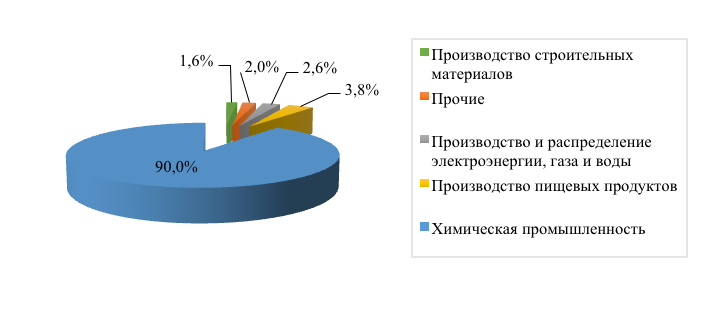 1,6%
2,0%
2,6%
3,8%
90,0%
Производство строительных
материалов
Прочие
Производство и распределение
электроэнергии, газа и воды
Производство пищевых продуктов
Химическая промышленность